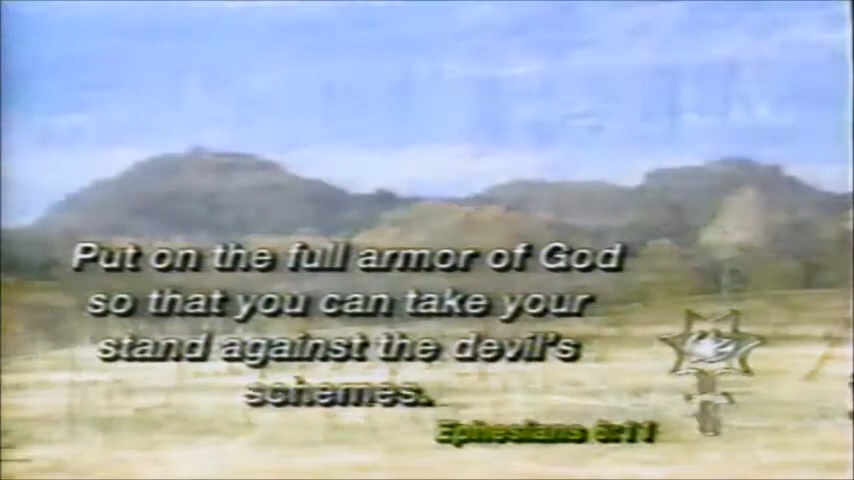 Put on the full armor of God
so that you can take your
stand against the devil's
schemes.
Ephesians 6:11